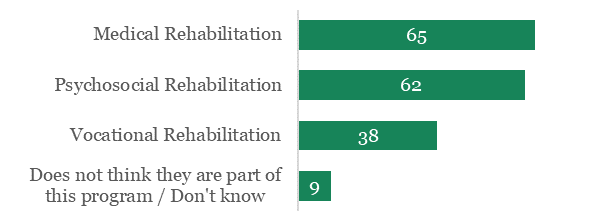 Medical Rehabilitation 65
Psychosocial Rehabilitation 62
Vocational Rehabilitation 38
Does not think they are part of
this program / Don't know 9